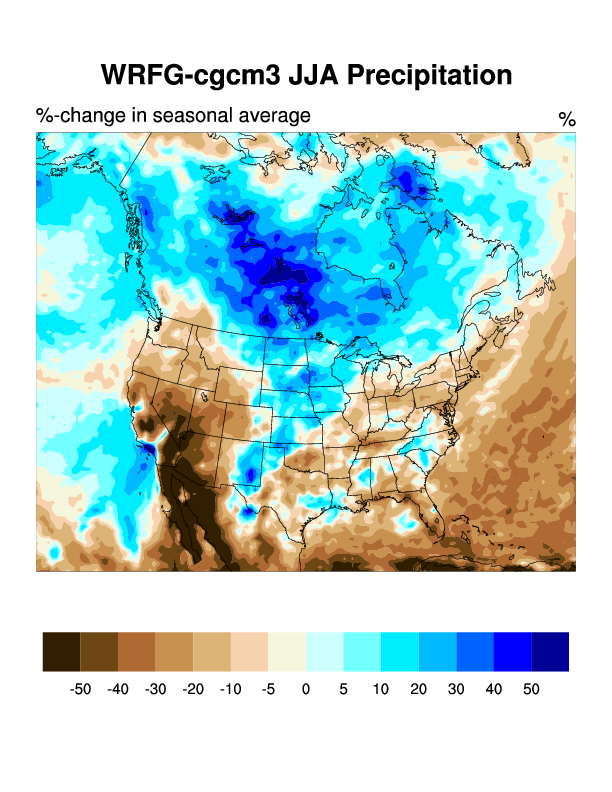 WRFG-cgcm3 JJA Precipitation
%-change in seasonal average %
-50 -40 -30 -20 -10 -5 0 5 10 20 30 40 50